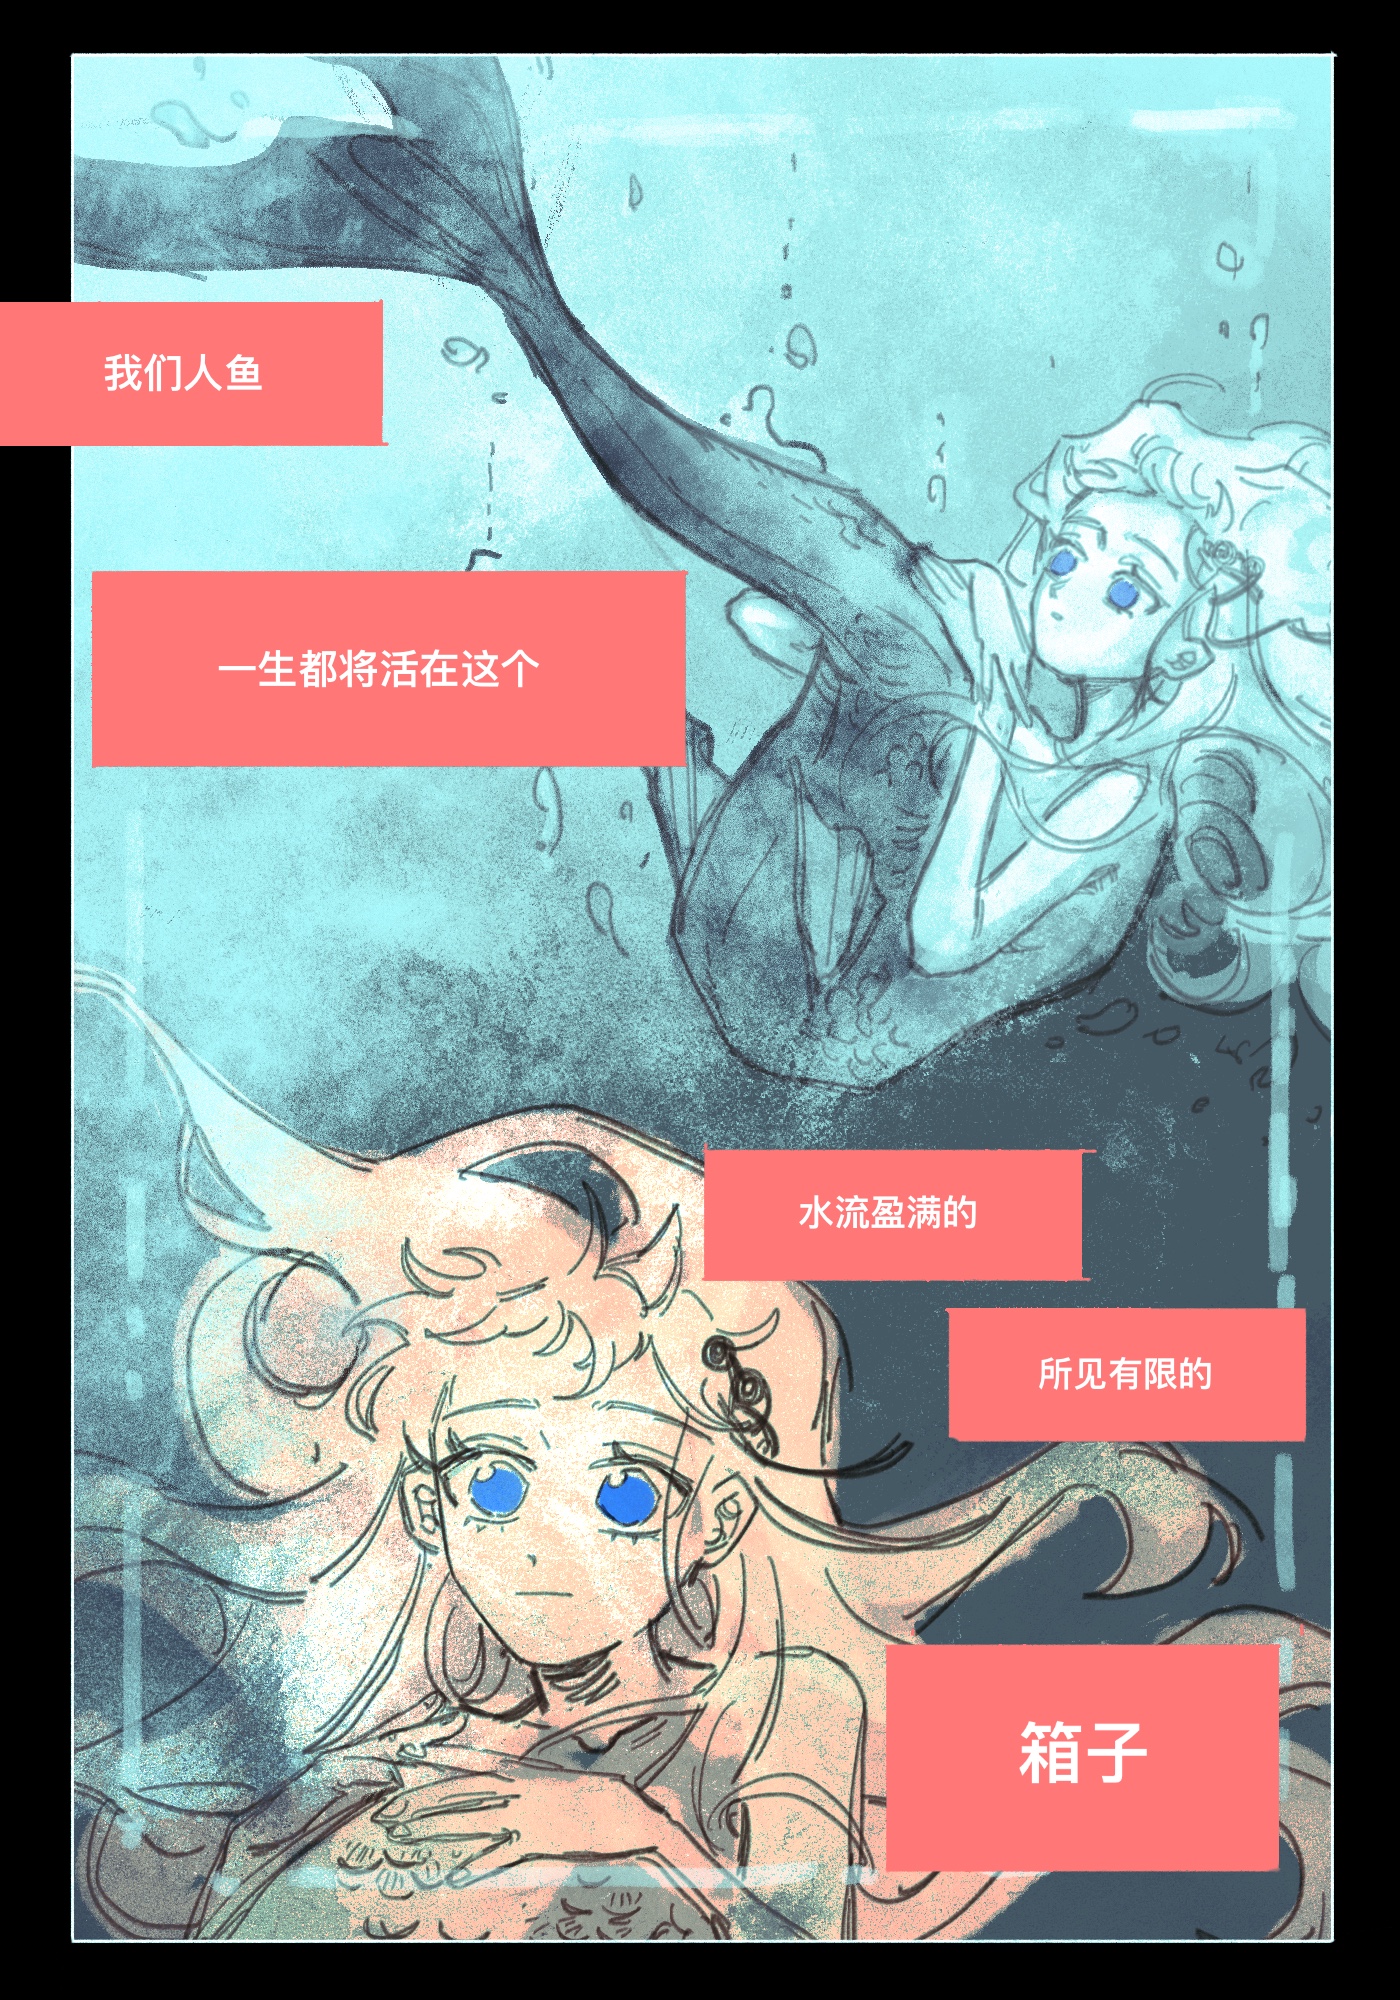 我们人鱼
一生都将活在这个
水流盈满的
所见有限的
箱子